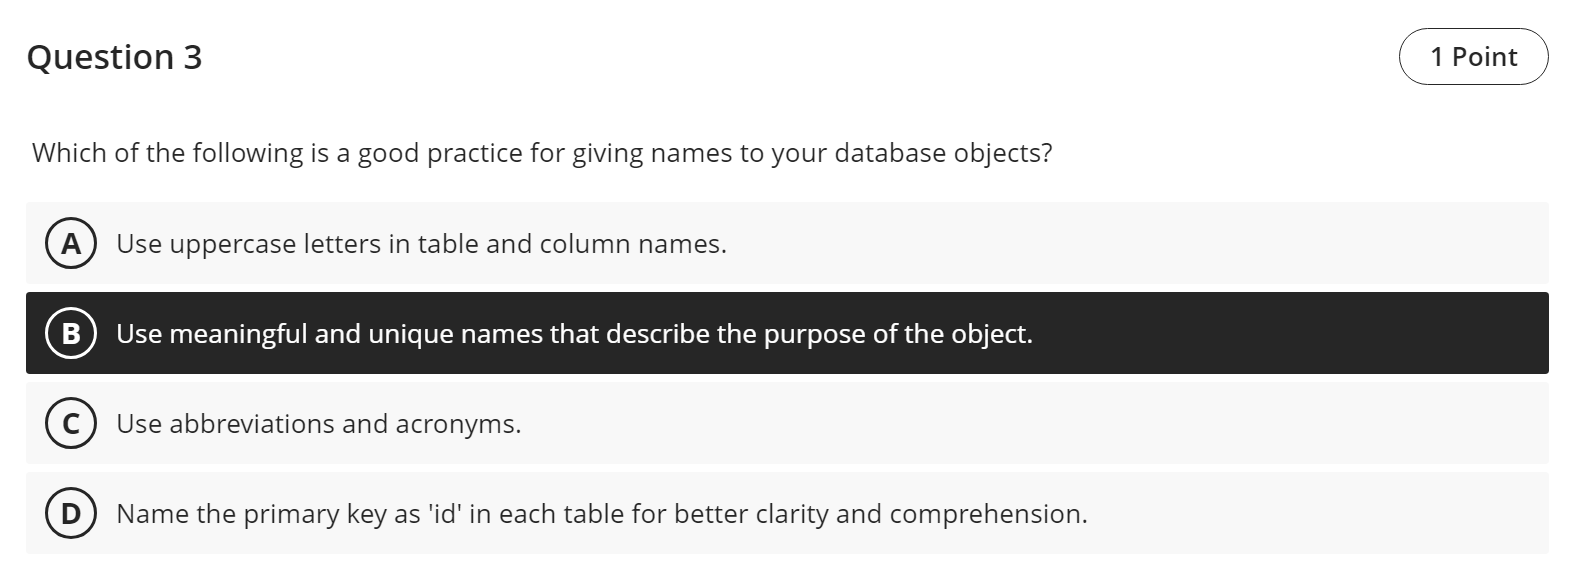 Question 3
1 Point
Which of the following is a good practice for giving names to your database objects?
A Use uppercase letters in table and column names.
B Use meaningful and unique names that describe the purpose of the object.
C Use abbreviations and acronyms.
D Name the primary key as 'id' in each table for better clarity and comprehension.